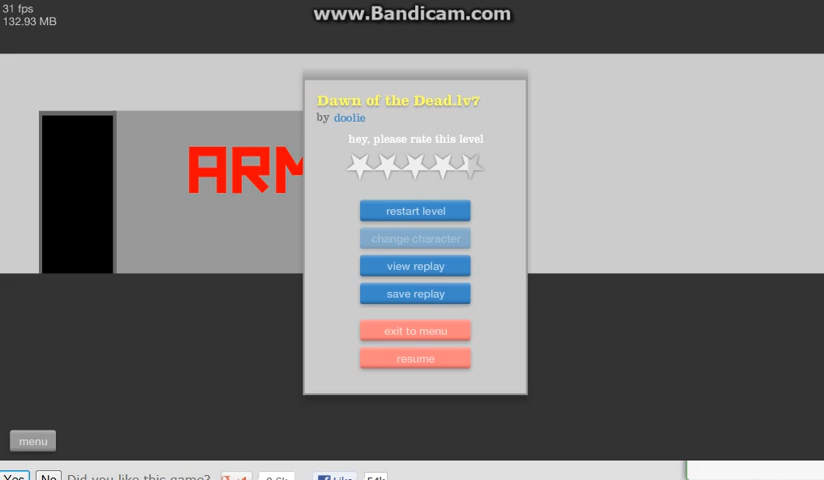 31 fps
132.93 MB
www.Bandicam.com
Dawn of the Dead.lv7
by doolie
hey, please rate this level
ARM
restart level
change character
view replay
save replay
exit to menu
resume
menu
Yes No Did you like this game? Like